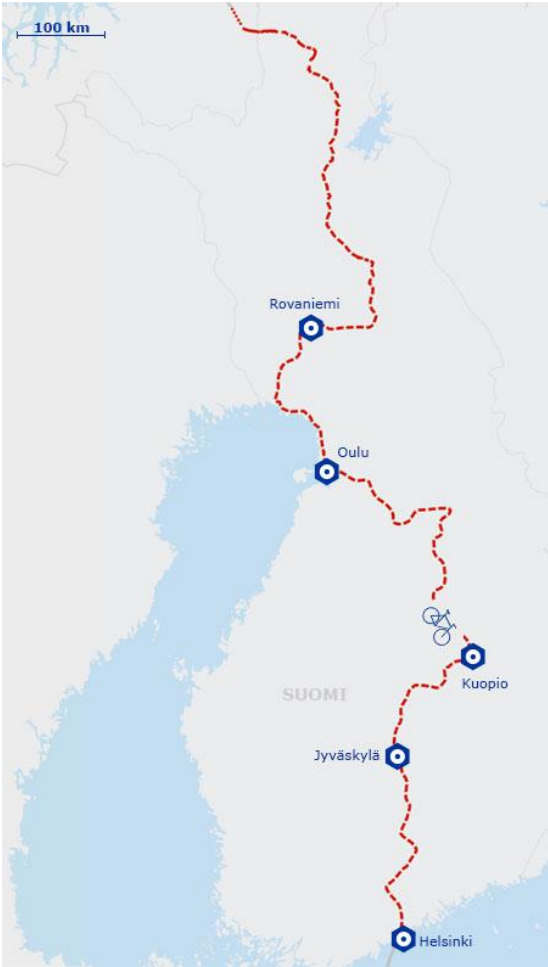 100 km
Rovaniemi
Oulu
Kuopio
SUOMI
Jyväskylä
Helsinki